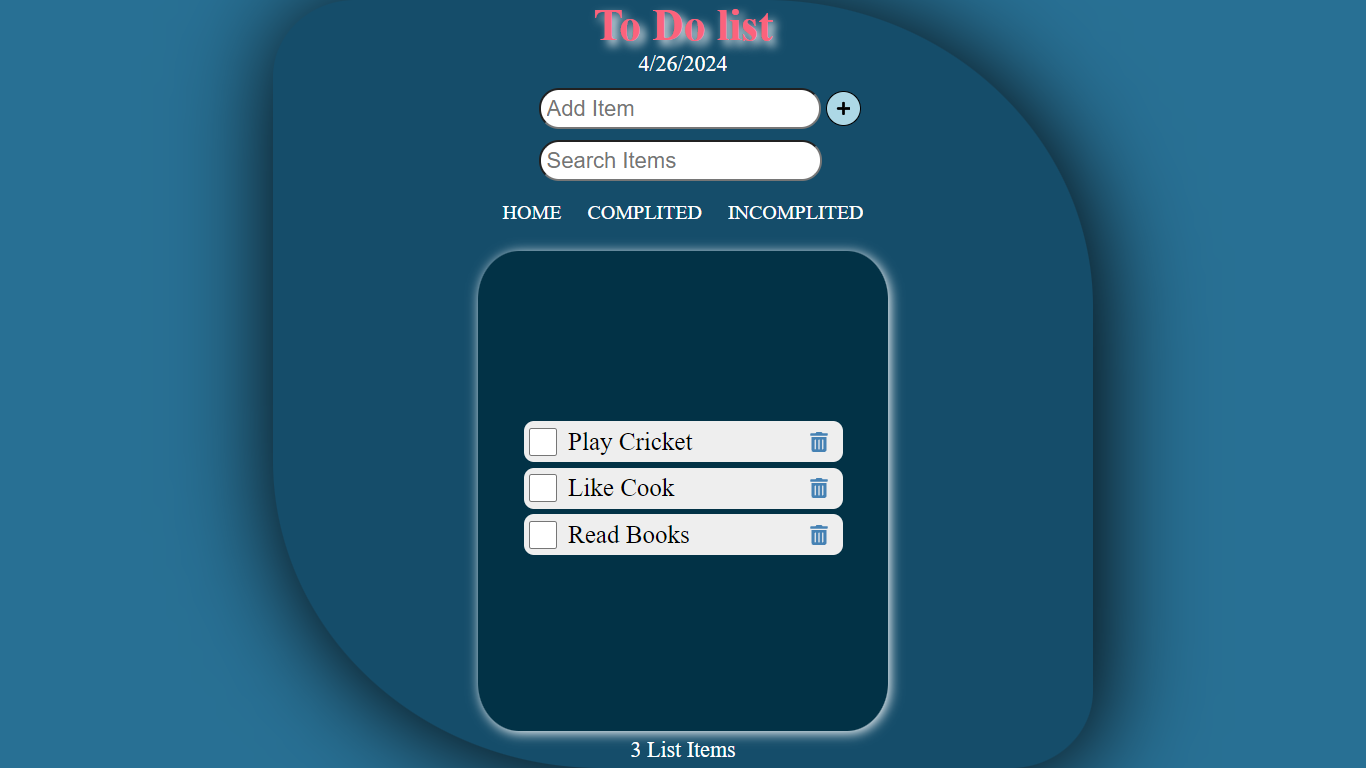 To Do list
4/26/2024
Add Item +
Search Items
HOME COMPLITED INCOMPLITED
Play Cricket
Like Cook
Read Books
3 List Items